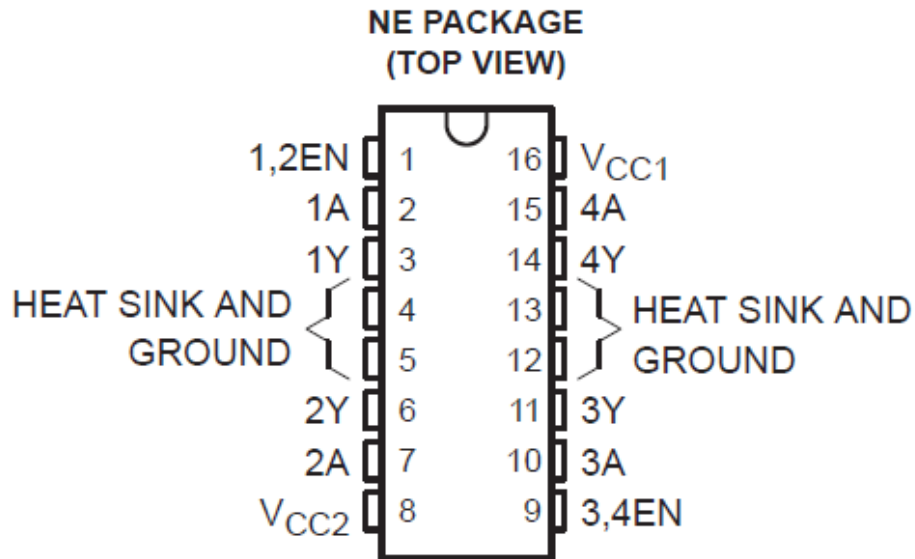 NE PACKAGE
(TOP VIEW)
1,2EN 1 16 VCC1
1A 2 15 4A
1Y 3 14 4Y
HEAT SINK AND 4 13 HEAT SINK AND
GROUND 5 12 GROUND
2Y 6 11 3Y
2A 7 10 3A
VCC2 8 9 3,4EN